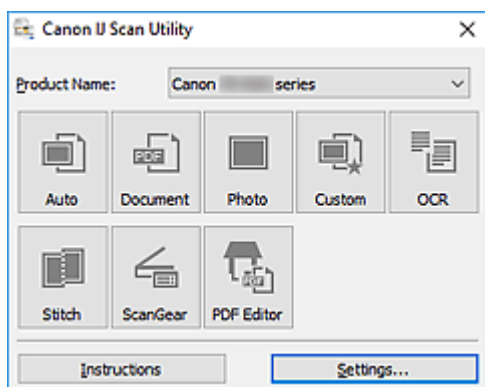 Canon IJ Scan Utility
Product Name: Canon series
Auto Document Photo Custom OCR
PDF
Stitch ScanGear PDF Editor
PDF
Instructions Settings...